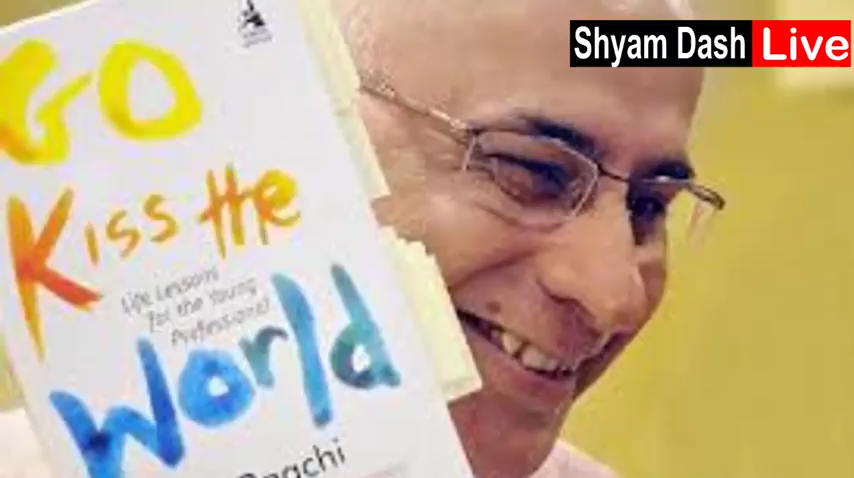 Shyam Dash Live
GO
Kiss the
Life Lessons
for the Young
Professional
World